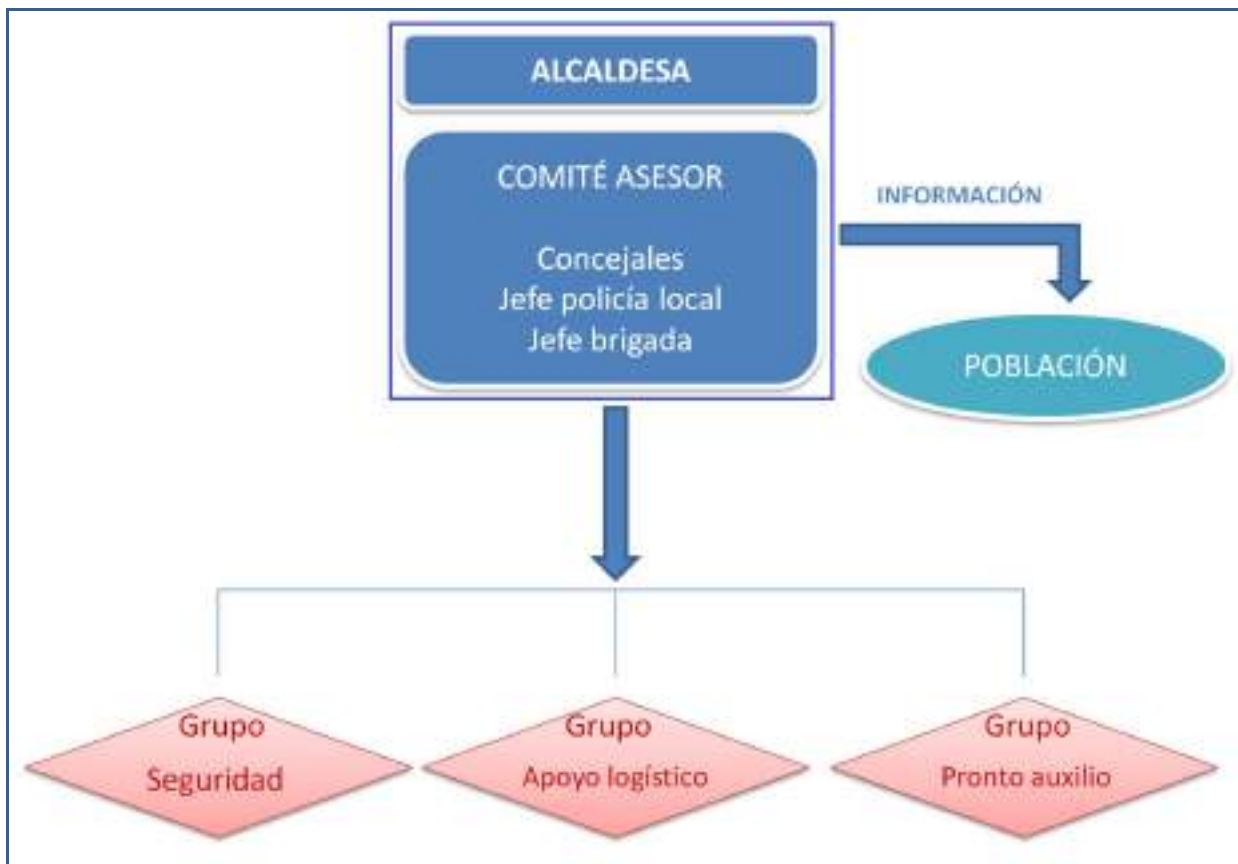 ALCALDESA
COMITÉ ASESOR
Concejales
Jefe policía local
Jefe brigada
INFORMACIÓN
POBLACIÓN
Grupo
Seguridad
Grupo
Apoyo logístico
Grupo
Pronto auxilio